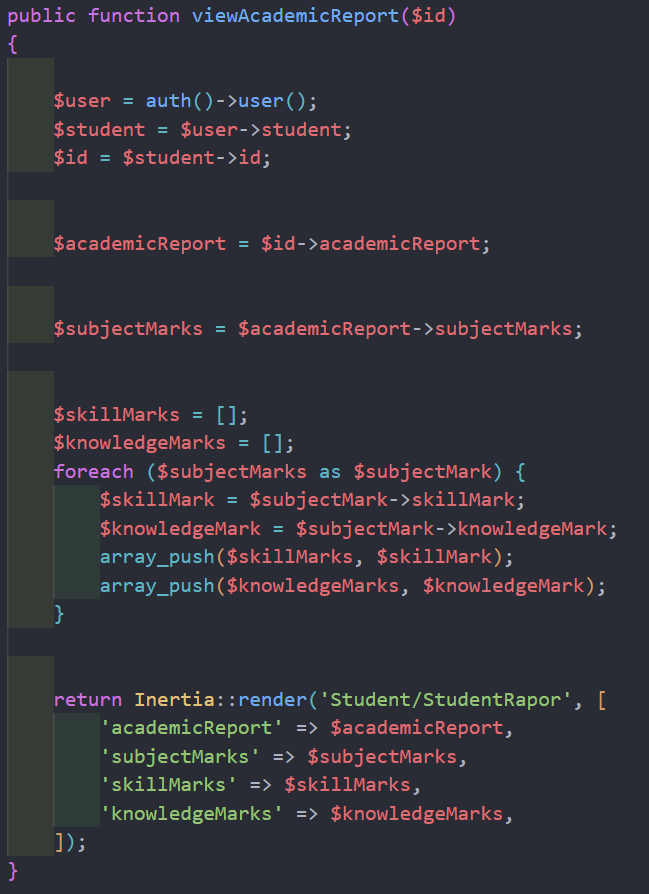 public function viewAcademicReport($id)
{
$user = auth()->user();
$student = $user->student;
$id = $student->id;
$academicReport = $id->academicReport;
$subjectMarks = $academicReport->subjectMarks;
$skillMarks = [];
$knowledgeMarks = [];
foreach ($subjectMarks as $subjectMark) {
$skillMark = $subjectMark->skillMark;
$knowledgeMark = $subjectMark->knowledgeMark;
array_push($skillMarks, $skillMark);
array_push($knowledgeMarks, $knowledgeMark);
}
return Inertia::render('Student/StudentRapor', [
'academicReport' => $academicReport,
'subjectMarks' => $subjectMarks,
'skillMarks' => $skillMarks,
'knowledgeMarks' => $knowledgeMarks,
]);
}